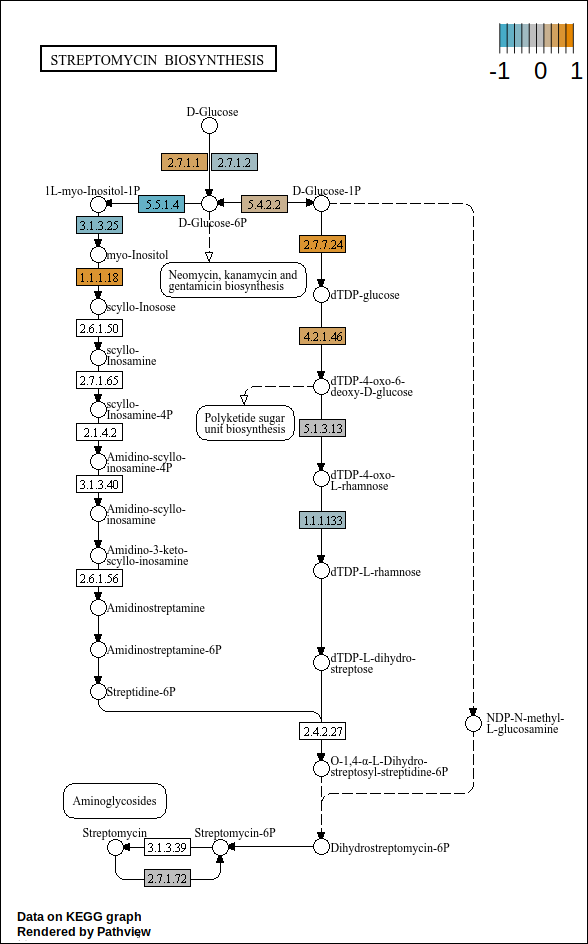 -1 0 1
STREPTOMYCIN BIOSYNTHESIS
D-Glucose
2.7.1.1 2.7.1.2
1L-myo-Inositol-1P
5.5.1.4
5.4.2.2
D-Glucose-1P
D-Glucose-6P
3.1.3.25
2.7.7.24
myo-Inositol
1.1.1.18
Neomycin, kanamycin and
gentamicin biosynthesis
dTDP-glucose
scyllo-Inosose
2.6.1.50
4.2.1.46
scyllo-
Inosamine
2.7.1.65
dTDP-4-oxo-6-
deoxy-D-glucose
scyllo-
Inosamine-4P
Polyketide sugar
unit biosynthesis
2.1.4.2
5.1.3.13
Amidino-scyllo-
inosamine-4P
3.1.3.40
dTDP-4-oxo-
L-rhamnose
Amidino-scyllo-
inosamine
1.1.1.133
Amidino-3-keto-
scyllo-inosamine
2.6.1.56
dTDP-L-rhamnose
Amidinostreptamine
Amidinostreptamine-6P
dTDP-L-dihydro-
streptose
Streptidine-6P
2.4.2.27
NDP-N-methyl-
L-glucosamine
O-1,4-α-L-Dihydro-
streptosyl-streptidine-6P
Aminoglycosides
Streptomycin
3.1.3.39
Streptomycin-6P
Dihydrostreptomycin-6P
2.7.1.72
Data on KEGG graph
Rendered by Pathview